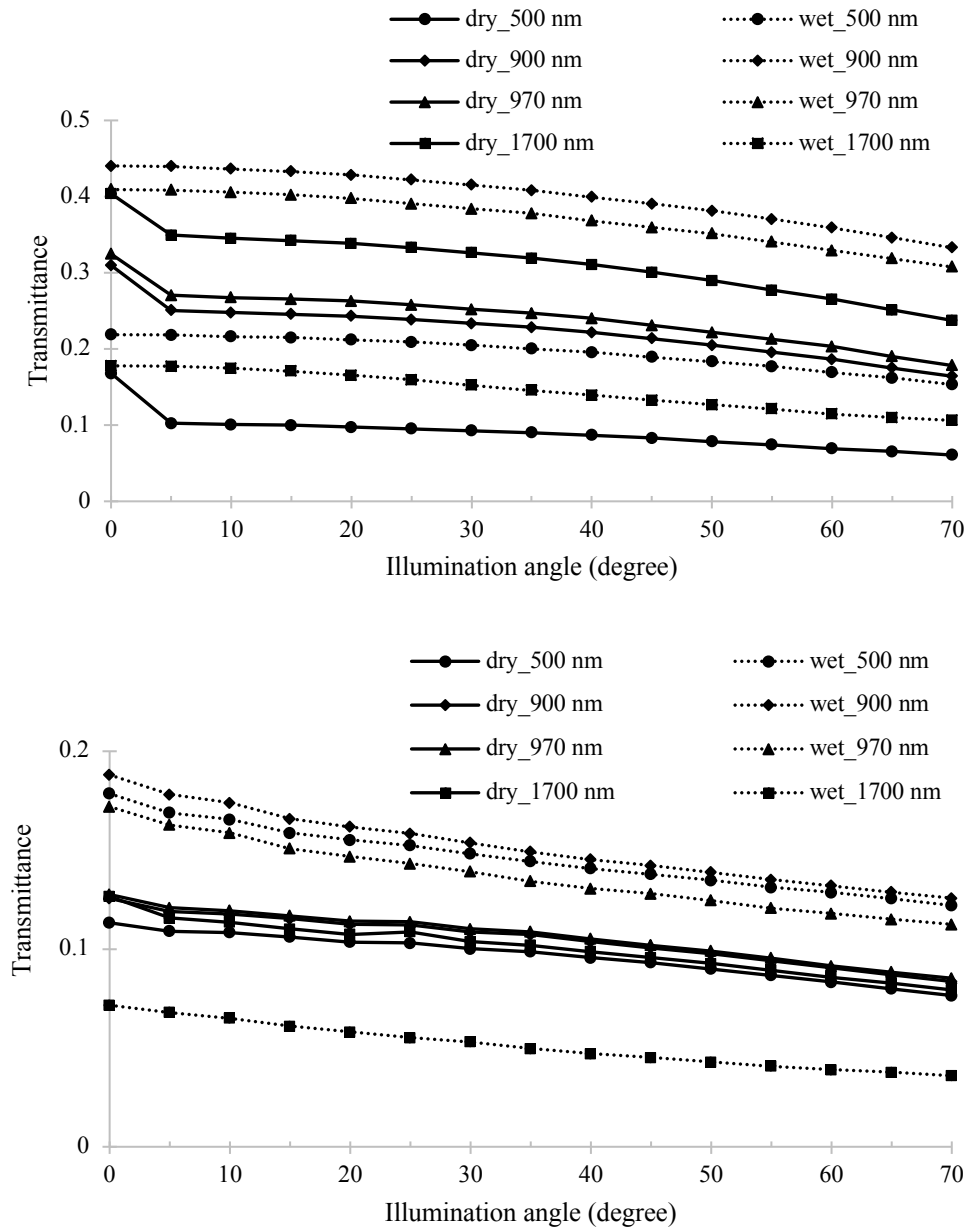 dry_500 nm wet_500 nm
dry_900 nm wet_900 nm
dry_970 nm wet_970 nm
dry_1700 nm wet_1700 nm
0.5
0.4
0.3
0.2
0.1
0
Transmittance
0 10 20 30 40 50 60 70
Illumination angle (degree)
dry_500 nm wet_500 nm
dry_900 nm wet_900 nm
dry_970 nm wet_970 nm
dry_1700 nm wet_1700 nm
0.2
0.1
0
Transmittance
0 10 20 30 40 50 60 70
Illumination angle (degree)